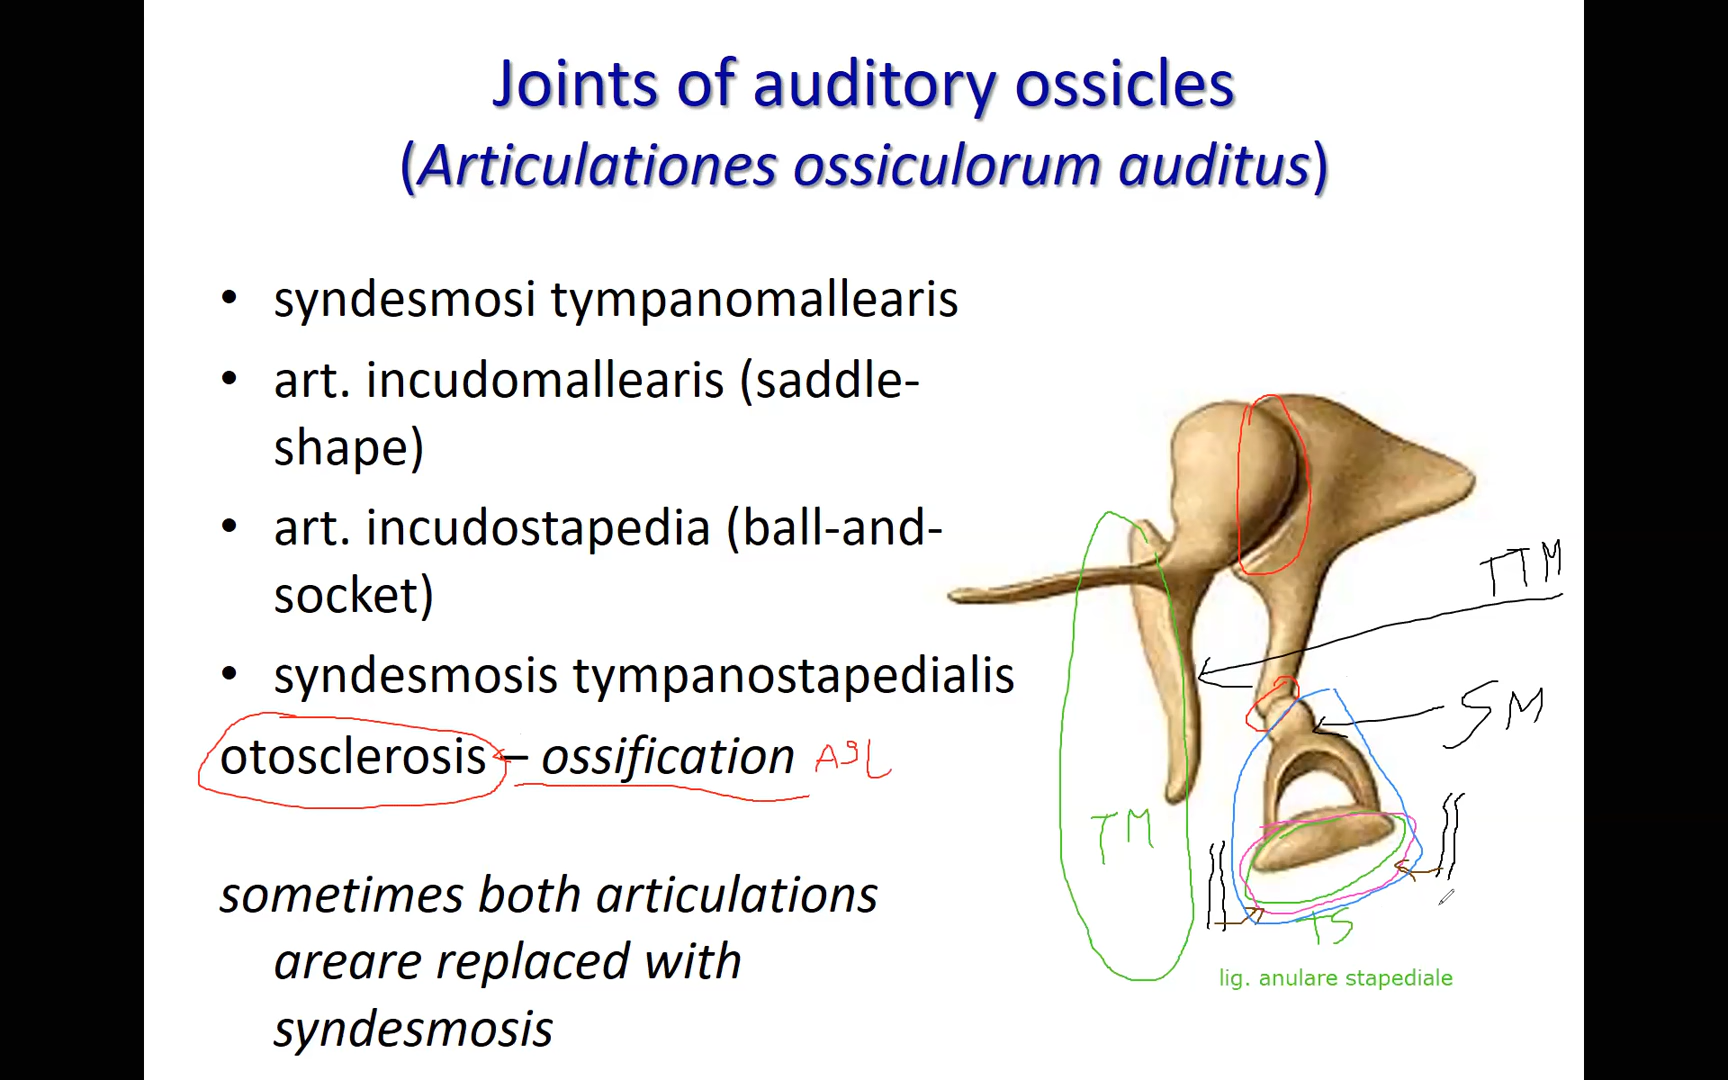 Joints of auditory ossicles
(Articulationes ossiculorum auditus)
• syndesmosi tympanomallearis
• art. incudomallearis (saddle-
shape)
• art. incudostapedia (ball-and-
socket)
• syndesmosis tympanostapedialis
otosclerosis – ossification ASL
sometimes both articulations
areare replaced with
syndesmosis
TTM
SM
TM
TS
lig. anulare stapediale